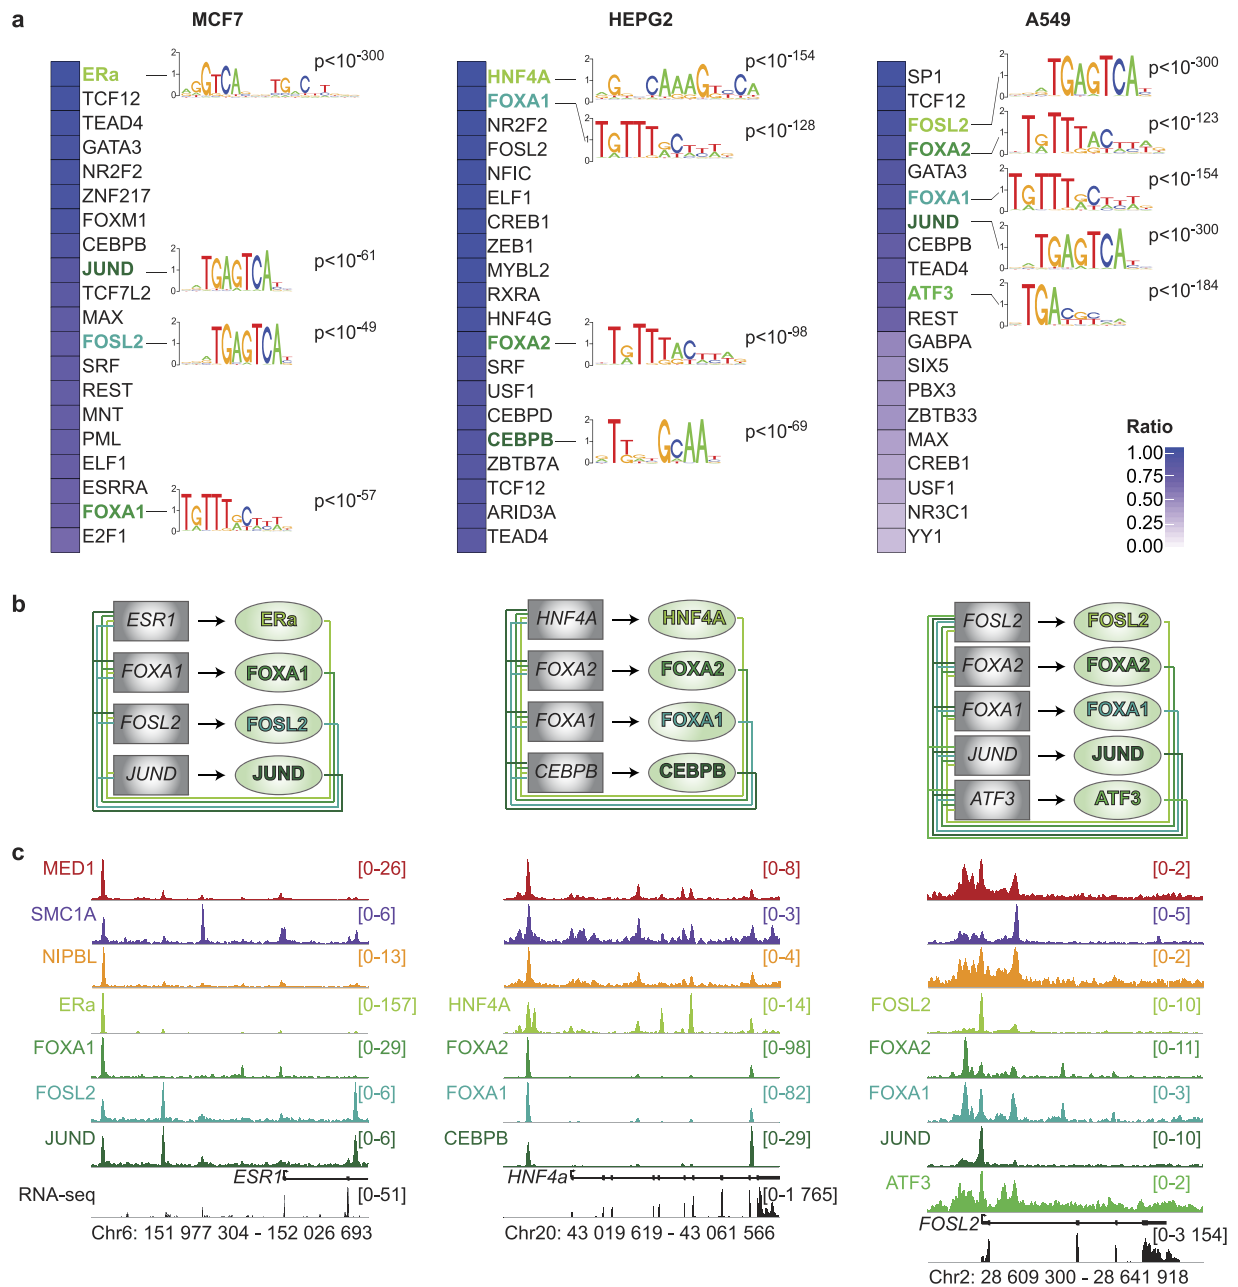 a
MCF7
HEPG2
A549
ERa
TCF12
TEAD4
GATA3
NR2F2
ZNF217
FOXM1
CEBPB
JUND
TCF7L2
MAX
FOSL2
SRF
REST
MNT
PML
ELF1
ESRRA
FOXA1
E2F1
p<10-300
p<10-61
p<10-49
p<10-57
HNF4A
FOXA1
NR2F2
FOSL2
NFIC
ELF1
CREB1
ZEB1
MYBL2
RXRA
HNF4G
FOXA2
SRF
USF1
CEBPD
CEBPB
ZBTB7A
TCF12
ARID3A
TEAD4
p<10-154
p<10-128
p<10-98
p<10-69
SP1
TCF12
FOSL2
FOXA2
GATA3
FOXA1
JUND
CEBPB
TEAD4
ATF3
REST
GABPA
SIX5
PBX3
ZBTB33
MAX
CREB1
USF1
NR3C1
YY1
p<10-300
p<10-123
p<10-154
p<10-300
p<10-184
Ratio
1.00
0.75
0.50
0.25
0.00
b
ESR1 ERa
FOXA1 FOXA1
FOSL2 FOSL2
JUND JUND
HNF4A HNF4A
FOXA2 FOXA2
FOXA1 FOXA1
CEBPB CEBPB
FOSL2 FOSL2
FOXA2 FOXA2
FOXA1 FOXA1
JUND JUND
ATF3 ATF3
c
MED1 [0-26]
SMC1A [0-6]
NIPBL [0-13]
ERa [0-157]
FOXA1 [0-29]
FOSL2 [0-6]
JUND [0-6]
ESR1
RNA-seq [0-51]
Chr6: 151 977 304 - 152 026 693
[0-8]
[0-3]
[0-4]
HNF4A [0-14]
FOXA2 [0-98]
FOXA1 [0-82]
CEBPB [0-29]
HNF4a
[0-1 765]
Chr20: 43 019 619 - 43 061 566
[0-2]
[0-5]
[0-2]
FOSL2 [0-10]
FOXA2 [0-11]
FOXA1 [0-3]
JUND [0-10]
ATF3 [0-2]
FOSL2
[0-3 154]
Chr2: 28 609 300 - 28 641 918